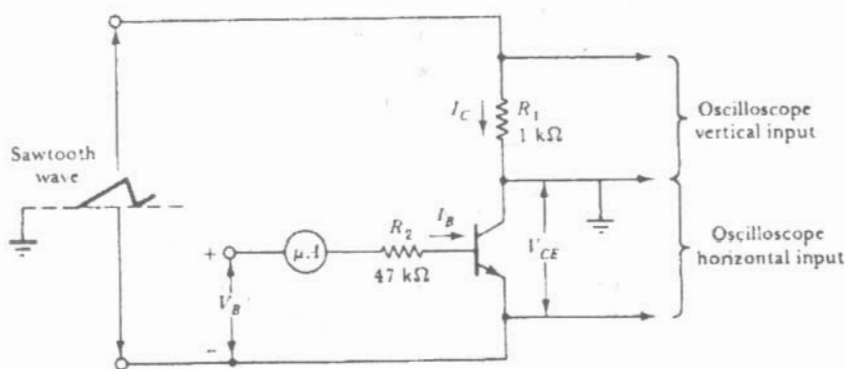 I_C
R_1
1 kΩ
Oscilloscope
vertical input
Sawtooth
wave
R_2
I_B
+
μA
47 kΩ
V_CE
Oscilloscope
horizontal input
V_B
-